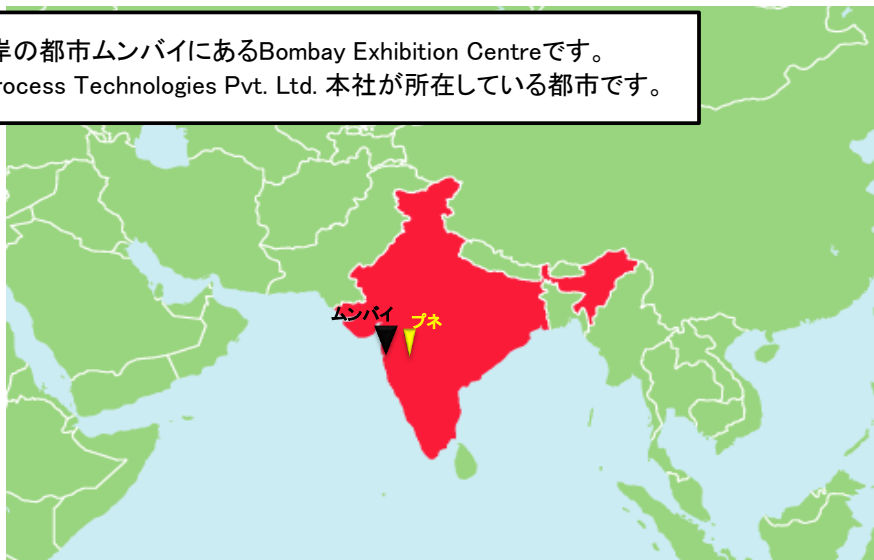 岸の都市ムンバイにあるBombay Exhibition Centreです。
rocess Technologies Pvt. Ltd. 本社が所在している都市です。
ムンバイ
プネ